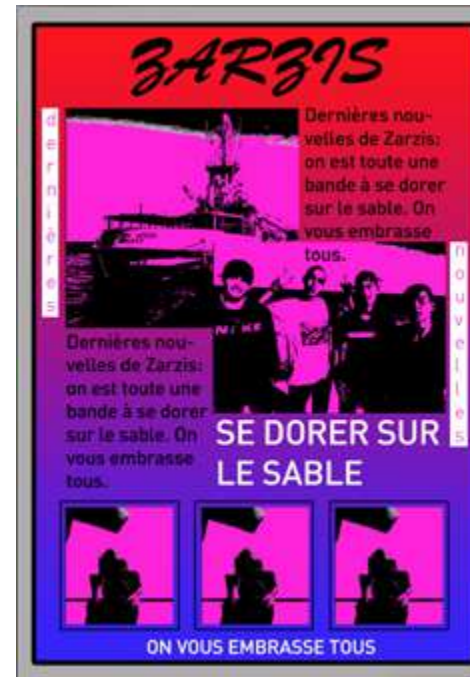 ZARZIS
dernières
Dernières nou-
velles de Zarzis:
on est toute une
bande à se dorer
sur le sable. On
vous embrasse
tous.
nouvelles
NIKE
Dernières nou-
velles de Zarzis:
on est toute une
bande à se dorer
sur le sable. On
vous embrasse
tous.
SE DORER SUR
LE SABLE
ON VOUS EMBRASSE TOUS